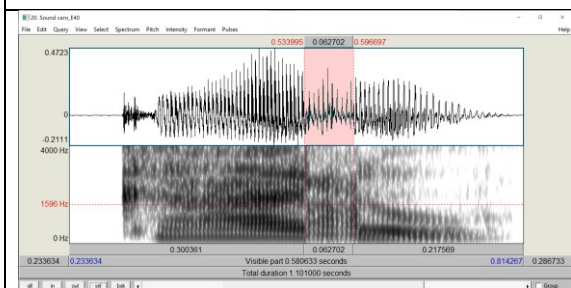 20. Sound caro_E40
File Edit Query View Select Spectrum Pitch Intensity Formant Pulses Help
0.533995 0.062702 0.596697
0.4723
0
-0.2111
4000 Hz
1596 Hz
0 Hz
0.300361 0.062702 0.217569
0.233634 0.233634 Visible part 0.580633 seconds 0.814267 0.286733
Total duration 1.101000 seconds
all in out sel bak Group